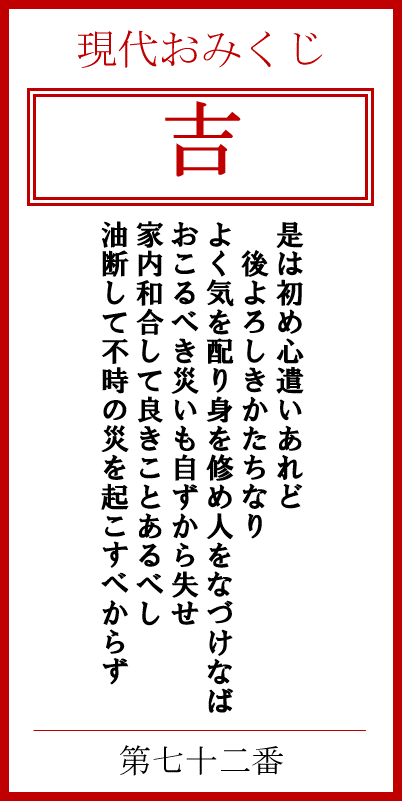 現代おみくじ
吉
是は初め心遣いあれど
後よろしきかたちなり
よく気を配り身を修め人をなづけなば
おこるべき災いも自ずから失せ
家内和合して良きことあるべし
油断して不時の災を起こすべからず
第七十二番